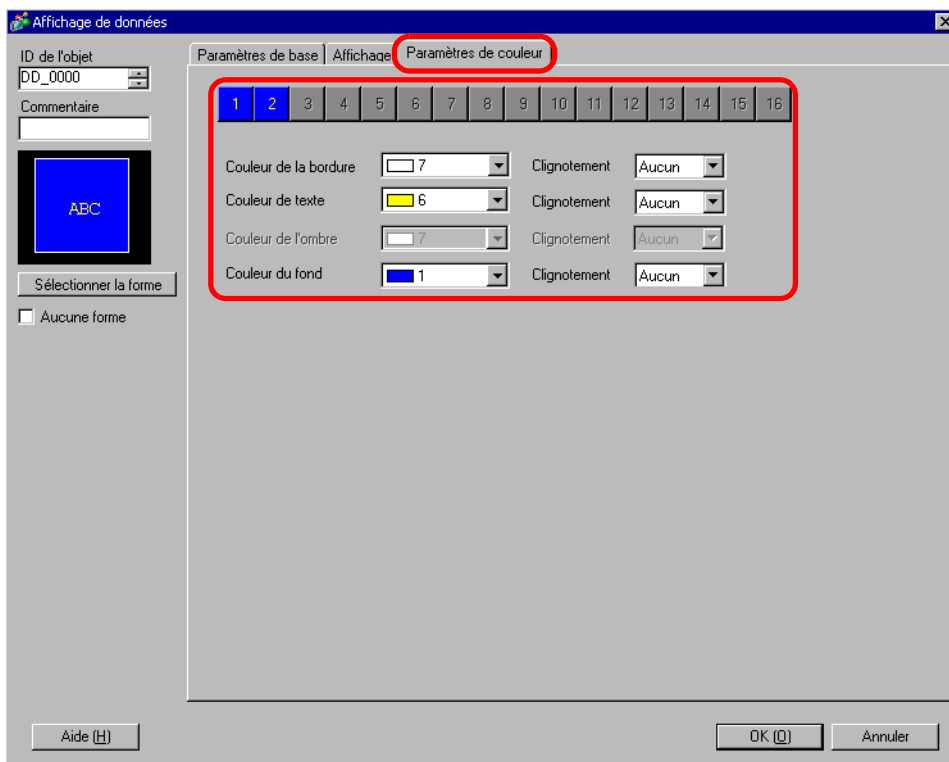 Affichage de données
ID de l'objet
DD_0000
Commentaire
ABC
Sélectionner la forme
Aucune forme
Paramètres de base Affichage Paramètres de couleur
1 2 3 4 5 6 7 8 9 10 11 12 13 14 15 16
Couleur de la bordure 7 Clignotement Aucun
Couleur de texte 6 Clignotement Aucun
Couleur de l'ombre 7 Clignotement Aucun
Couleur du fond 1 Clignotement Aucun
Aide (H) OK (O) Annuler